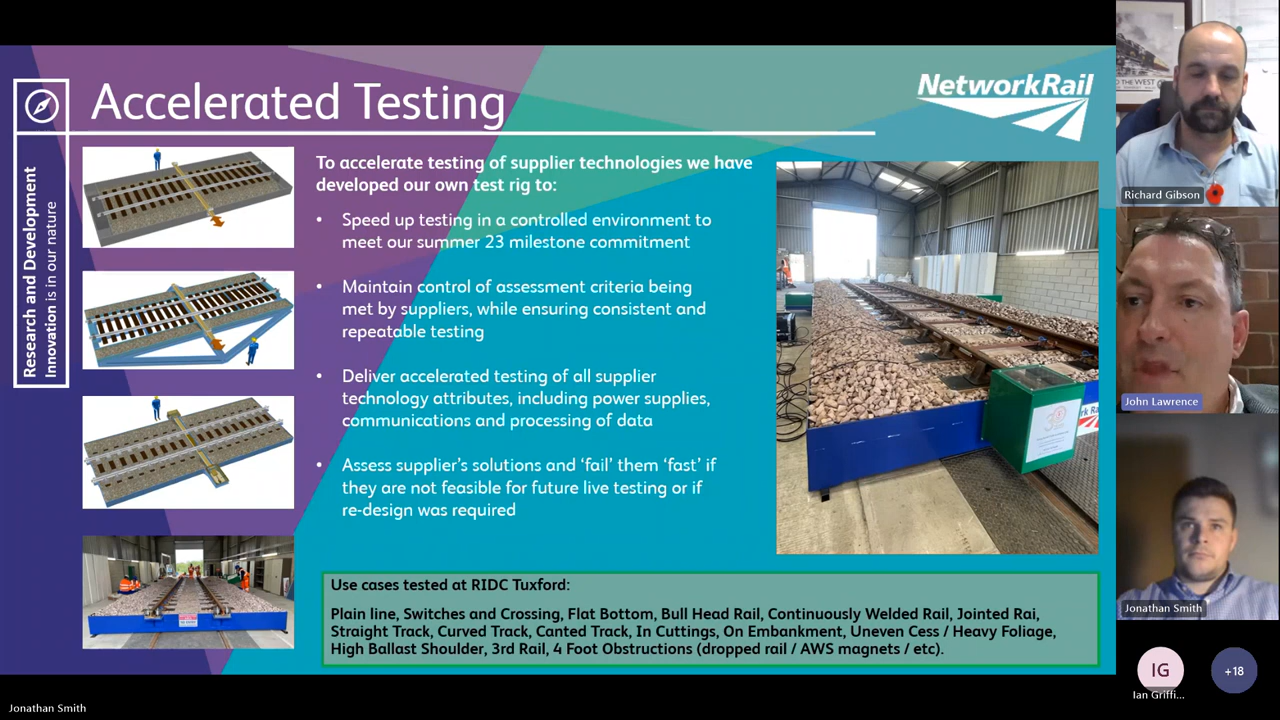 Accelerated Testing
NetworkRail
Research and Development
Innovation is in our nature
To accelerate testing of supplier technologies we have
developed our own test rig to:
• Speed up testing in a controlled environment to
meet our summer 23 milestone commitment
• Maintain control of assessment criteria being
met by suppliers, while ensuring consistent and
repeatable testing
• Deliver accelerated testing of all supplier
technology attributes, including power supplies,
communications and processing of data
• Assess supplier's solutions and 'fail' them 'fast' if
they are not feasible for future live testing or if
re-design was required
Use cases tested at RIDC Tuxford:
Plain line, Switches and Crossing, Flat Bottom, Bull Head Rail, Continuously Welded Rail, Jointed Rai,
Straight Track, Curved Track, Canted Track, In Cuttings, On Embankment, Uneven Cess / Heavy Foliage,
High Ballast Shoulder, 3rd Rail, 4 Foot Obstructions (dropped rail / AWS magnets / etc).
THE WEST
Richard Gibson
John Lawrence
Jonathan Smith
IG
+18
Ian Griffi...
Jonathan Smith